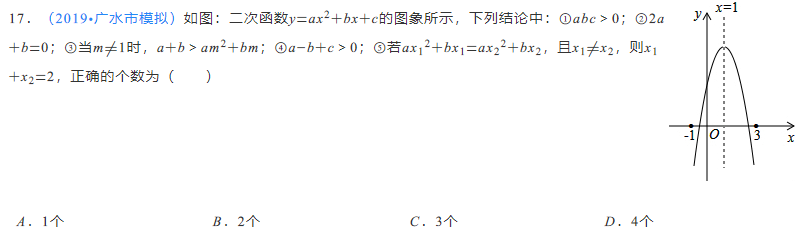 17.（2019•广水市模拟）如图：二次函数y=ax²+bx+c的图象所示，下列结论中：①abc＞0；②2a
+b=0；③当m≠1时，a+b＞am²+bm；④a-b+c＞0；⑤若ax₁²+bx₁=ax₂²+bx₂，且x₁≠x₂，则x₁
+x₂=2，正确的个数为（　　）
y x=1
-1 O 3 x
A．1个 B．2个 C．3个 D．4个